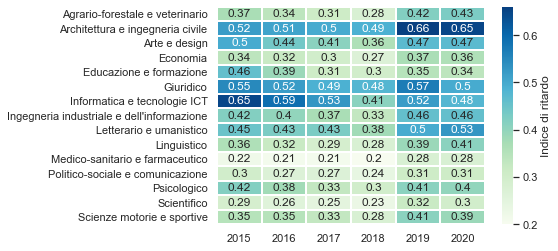 Agrario-forestale e veterinario 0.37 0.34 0.31 0.28 0.42 0.43
Architettura e ingegneria civile 0.52 0.51 0.5 0.49 0.66 0.65
Arte e design 0.5 0.44 0.41 0.36 0.47 0.47
Economia 0.34 0.32 0.3 0.27 0.37 0.36
Educazione e formazione 0.46 0.39 0.31 0.3 0.35 0.34
Giuridico 0.55 0.52 0.49 0.48 0.57 0.5
Informatica e tecnologie ICT 0.65 0.59 0.53 0.41 0.52 0.48
Ingegneria industriale e dell'informazione 0.42 0.4 0.37 0.33 0.46 0.46
Letterario e umanistico 0.45 0.43 0.43 0.38 0.5 0.53
Linguistico 0.36 0.32 0.29 0.28 0.39 0.41
Medico-sanitario e farmaceutico 0.22 0.21 0.21 0.2 0.28 0.28
Politico-sociale e comunicazione 0.3 0.27 0.27 0.24 0.31 0.31
Psicologico 0.42 0.38 0.33 0.3 0.41 0.4
Scientifico 0.29 0.26 0.25 0.23 0.32 0.3
Scienze motorie e sportive 0.35 0.35 0.33 0.28 0.41 0.39
2015 2016 2017 2018 2019 2020
0.6
0.5
0.4
0.3
0.2
Indice di ritardo